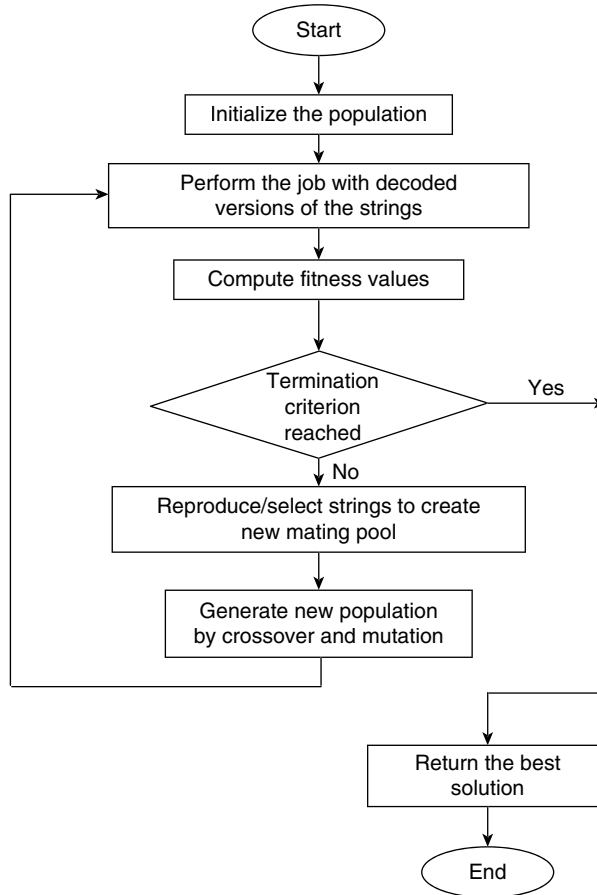 Start
Initialize the population
Perform the job with decoded
versions of the strings
Compute fitness values
Termination
criterion
reached
Yes
No
Reproduce/select strings to create
new mating pool
Generate new population
by crossover and mutation
Return the best
solution
End